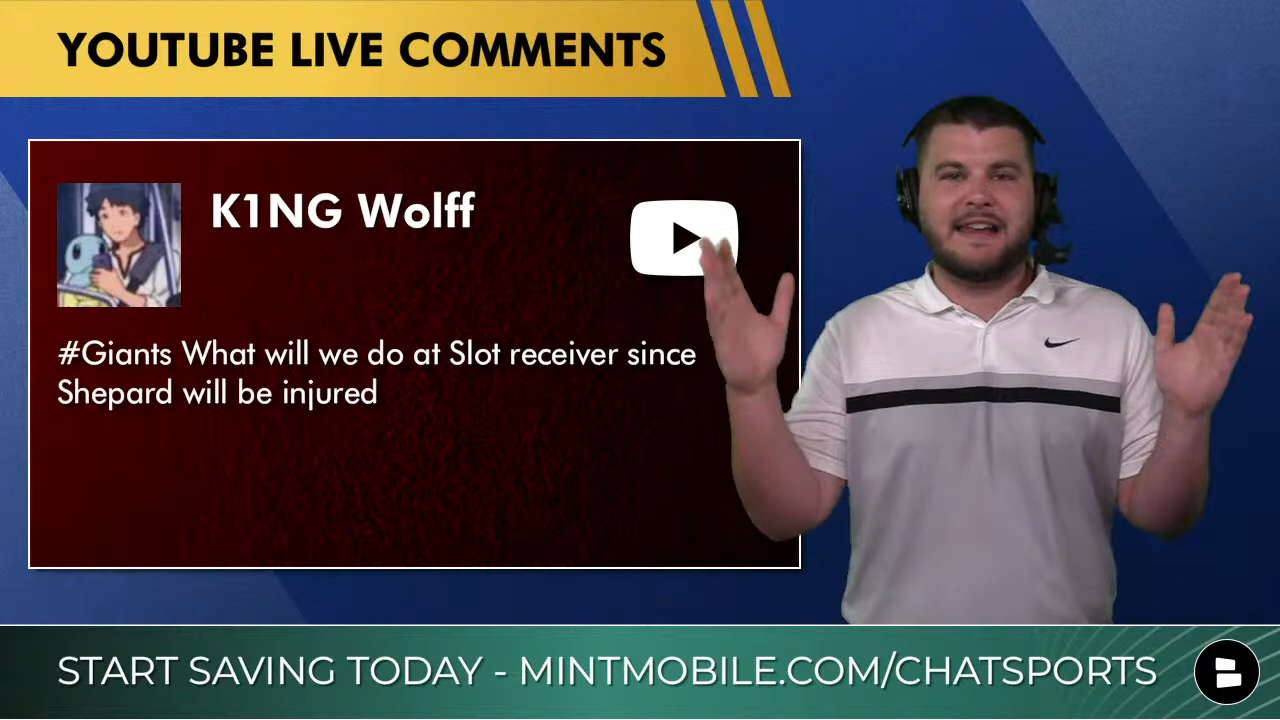 YOUTUBE LIVE COMMENTS
K1NG Wolff
#Giants What will we do at Slot receiver since
Shepard will be injured
START SAVING TODAY - MINTMOBILE.COM/CHATSPORTS